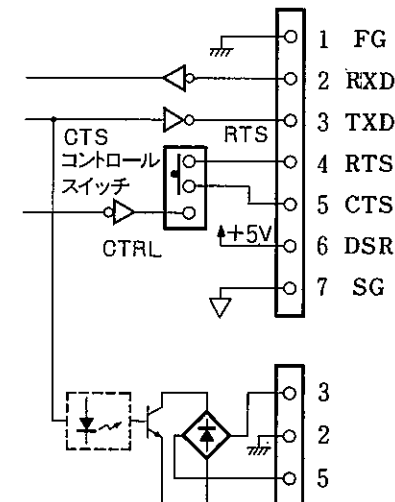 1 FG
2 RXD
3 TXD
CTS
コントロール
スイッチ
RTS
4 RTS
5 CTS
CTRL
+5V
6 DSR
7 SG
3
2
5